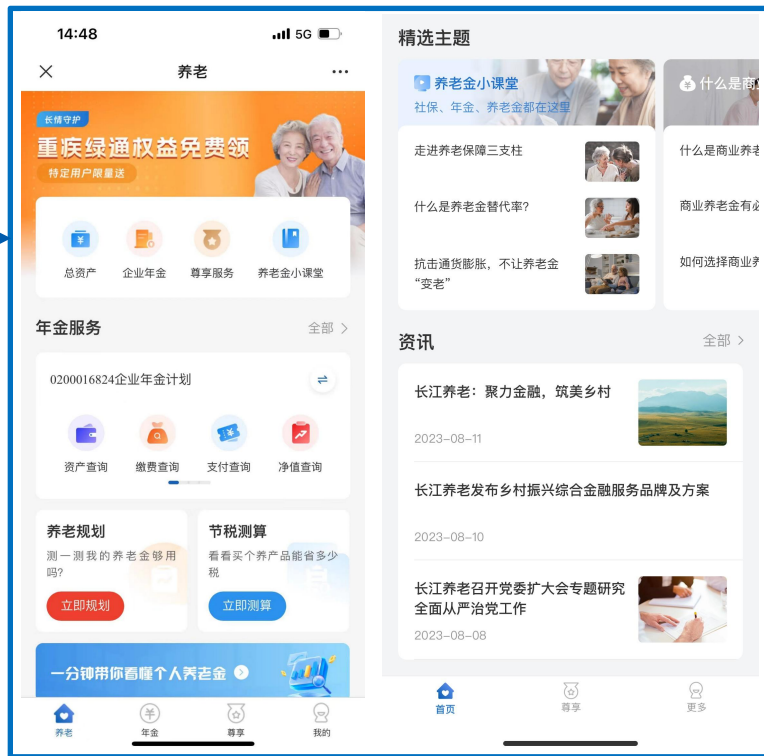 14:48
5G
养老
长情守护
重疾绿通权益免费领
特定用户限量送
总资产
企业年金
尊享服务
养老金小课堂
年金服务
全部
0200016824企业年金计划
资产查询
缴费查询
支付查询
净值查询
养老规划
测一测我的养老金够用
吗?
立即规划
节税测算
看看买个养产品能省多少
税
立即测算
一分钟带你看懂个人养老金
养老
年金
尊享
我的
精选主题
养老金小课堂
社保、年金、养老金都在这里
走进养老保障三支柱
什么是养老金替代率?
抗击通货膨胀,不让养老金
“变老”
什么是商
什么是商业养老
商业养老金有必
如何选择商业养
资讯
全部
长江养老:聚力金融,筑美乡村
2023-08-11
长江养老发布乡村振兴综合金融服务品牌及方案
2023-08-10
长江养老召开党委扩大会专题研究
全面从严治党工作
2023-08-08
首页
尊享
更多